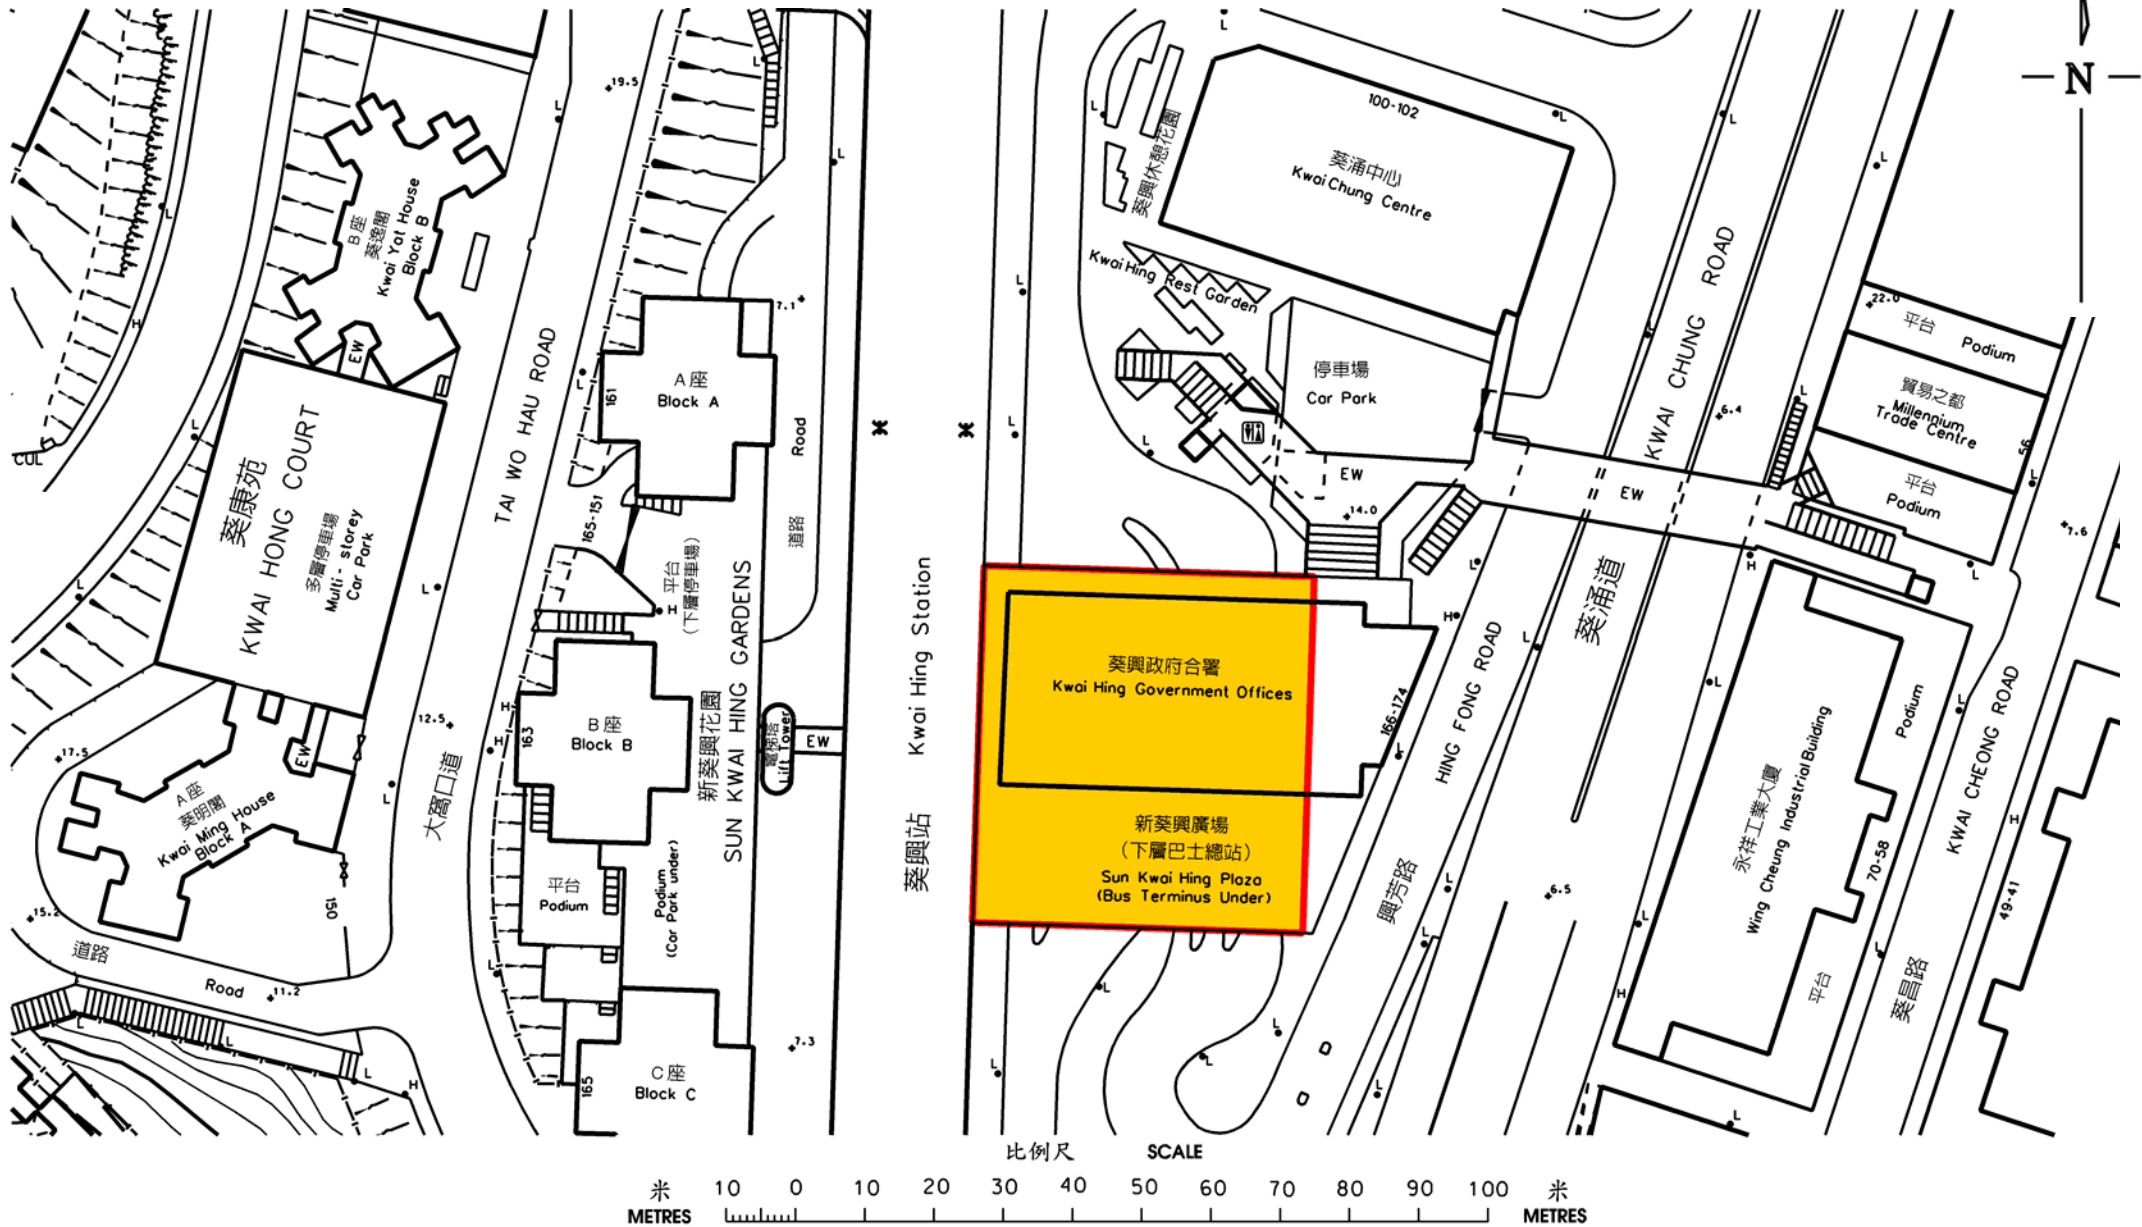 N
19.5
100-102
葵涌中心
Kwai Chung Centre
葵興休憩花園
Kwai Hing Rest Garden
B座
葵逸閣
Kwai Yat House
Block B
EW
CUL
葵康苑
KWAI HONG COURT
多層停車場
Multi - storey
Car Park
TAI WO HAU ROAD
大窩口道
161
A座
Block A
7.1
Road
道路
165-151
平台
(下層停車場)
停車場
Car Park
EW
14.0
KWAI CHUNG ROAD
葵涌道
6.4
EW
22.0
平台
Podium
貿易之都
Millennium
Trade Centre
56
平台
Podium
7.6
163
B座
Block B
新葵興花園
SUN KWAI HING GARDENS
電梯塔
Lift Tower
EW
Kwai Hing Station
葵興站
葵興政府合署
Kwai Hing Government Offices
166-174
新葵興廣場
(下層巴士總站)
Sun Kwai Hing Plaza
(Bus Terminus Under)
HING FONG ROAD
興芳路
6.5
永祥工業大廈
Wing Cheung Industrial Building
Podium
平台
70-58
KWAI CHEONG ROAD
葵昌路
49-41
12.5
17.5
A座
葵明閣
Kwai Ming House
Block A
EW
150
15.2
道路
Road
11.2
平台
Podium
Podium
(Car Park under)
165
C座
Block C
7.3
比例尺 SCALE
米 10 0 10 20 30 40 50 60 70 80 90 100 米
METRES METRES